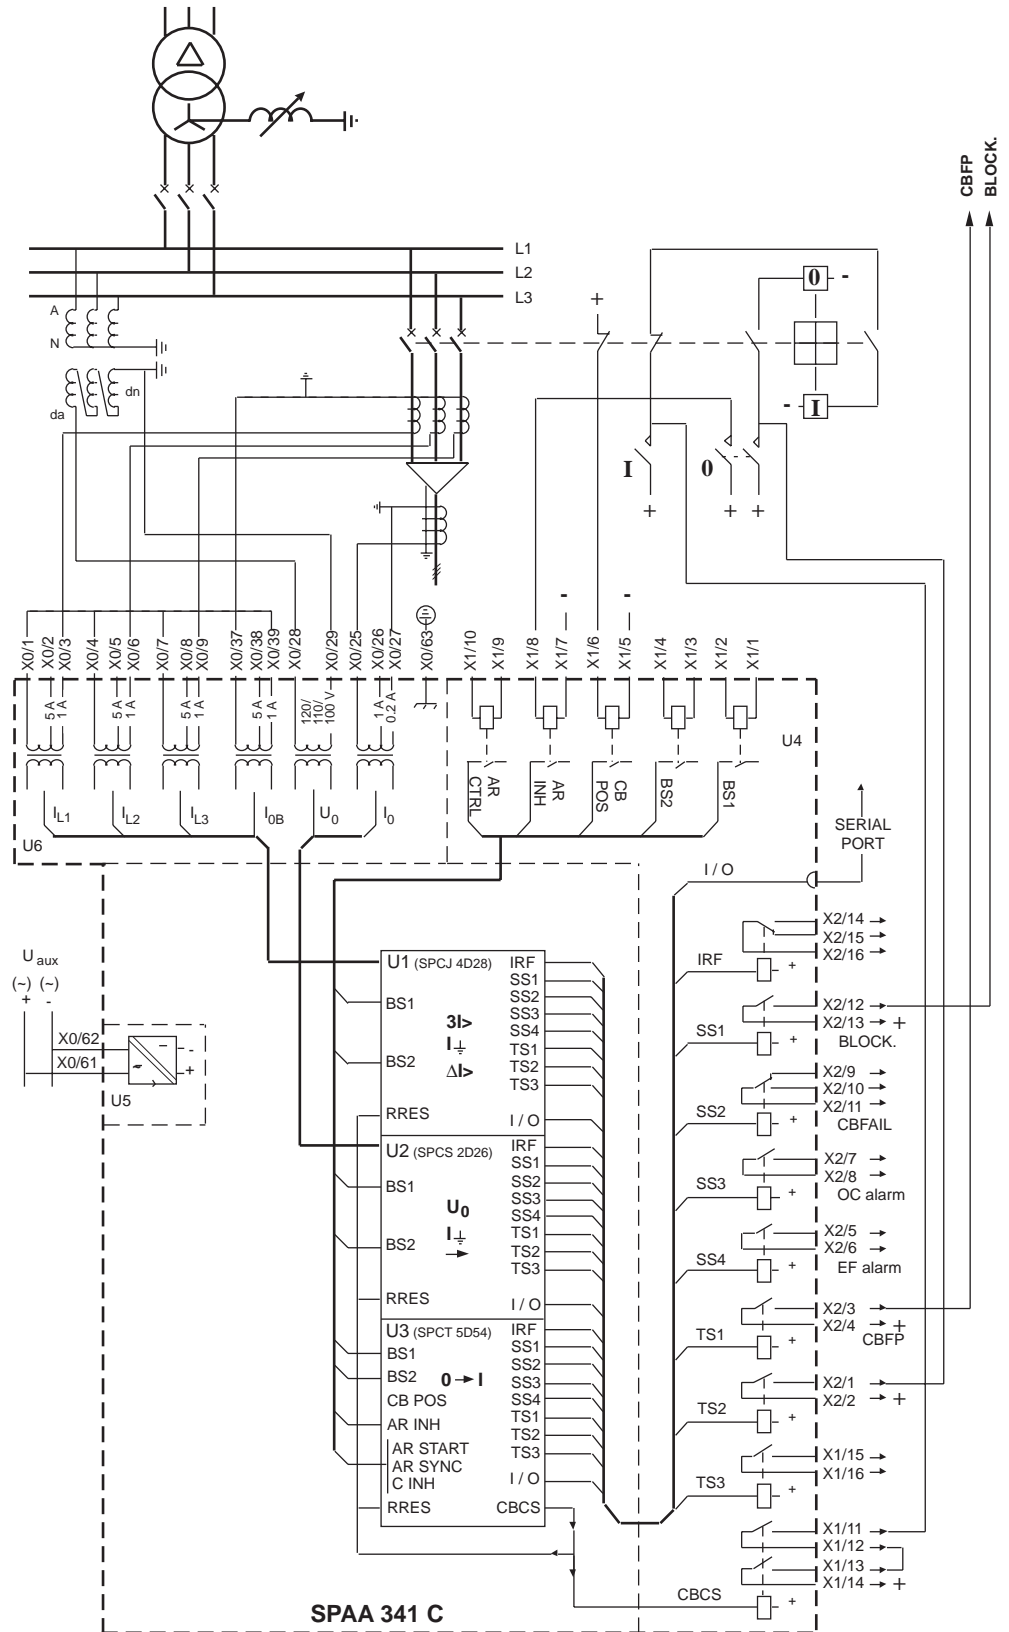 CBFP
BLOCK.
0 -
L1
L2
+
L3
A
N
- I
dn
da
I
0
+
+ +
- -
X0/1
X0/2
X0/3
X0/4
X0/5
X0/6
X0/7
X0/8
X0/9
X0/37
X0/38
X0/39
X0/28
X0/29
X0/25
X0/26
X0/27
X0/63
X1/10
X1/9
X1/8
X1/7
X1/6
X1/5
X1/4
X1/3
X1/2
X1/1
5 A
1 A
5 A
1 A
5 A
1 A
5 A
1 A
120/
110/
100 V
1 A
0.2 A
U4
AR
CTRL
AR
INH
CB
POS
BS2
BS1
IL1
IL2
IL3
I0B
U0
I0
U6
SERIAL
PORT
I / O
X2/14
X2/15
X2/16
IRF
+
X2/12
X2/13 +
BLOCK.
SS1
+
X2/9
X2/10
X2/11
CBFAIL
SS2
+
X2/7
X2/8
OC alarm
SS3
+
X2/5
X2/6
EF alarm
SS4
+
X2/3
X2/4 +
CBFP
TS1
+
X2/1
X2/2 +
TS2
+
X1/15
X1/16
TS3
+
X1/11
X1/12
X1/13
X1/14 +
CBCS
+
U aux
(~) (~)
+ -
X0/62
X0/61
-
+
U5
U1 (SPCJ 4D28)
IRF
SS1
BS1
SS2
SS3
3I>
SS4
I
TS1
BS2
TS2
ΔI>
TS3
RRES
I / O
U2 (SPCS 2D26)
IRF
SS1
BS1
SS2
SS3
U0
SS4
I
TS1
BS2
TS2
TS3
RRES
I / O
U3 (SPCT 5D54)
IRF
SS1
BS1
SS2
BS2
0 → I
SS3
CB POS
SS4
TS1
AR INH
TS2
AR START
TS3
AR SYNC
C INH
I / O
RRES
CBCS
SPAA 341 C